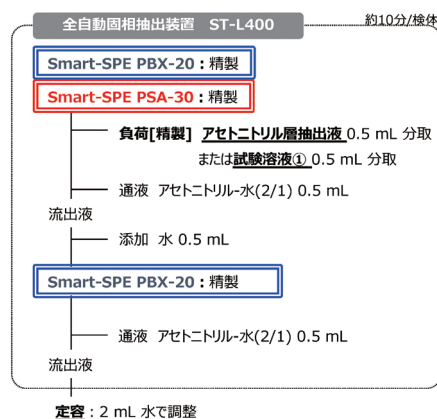 全自動固相抽出装置　ST-L400
約10分/検体
Smart-SPE PBX-20：精製
Smart-SPE PSA-30：精製
負荷[精製]　アセトニトリル層抽出液 0.5 mL 分取
または試験溶液① 0.5 mL 分取
通液 アセトニトリル-水(2/1) 0.5 mL
流出液
添加 水 0.5 mL
Smart-SPE PBX-20：精製
通液 アセトニトリル-水(2/1) 0.5 mL
流出液
定容：2 mL 水で調整